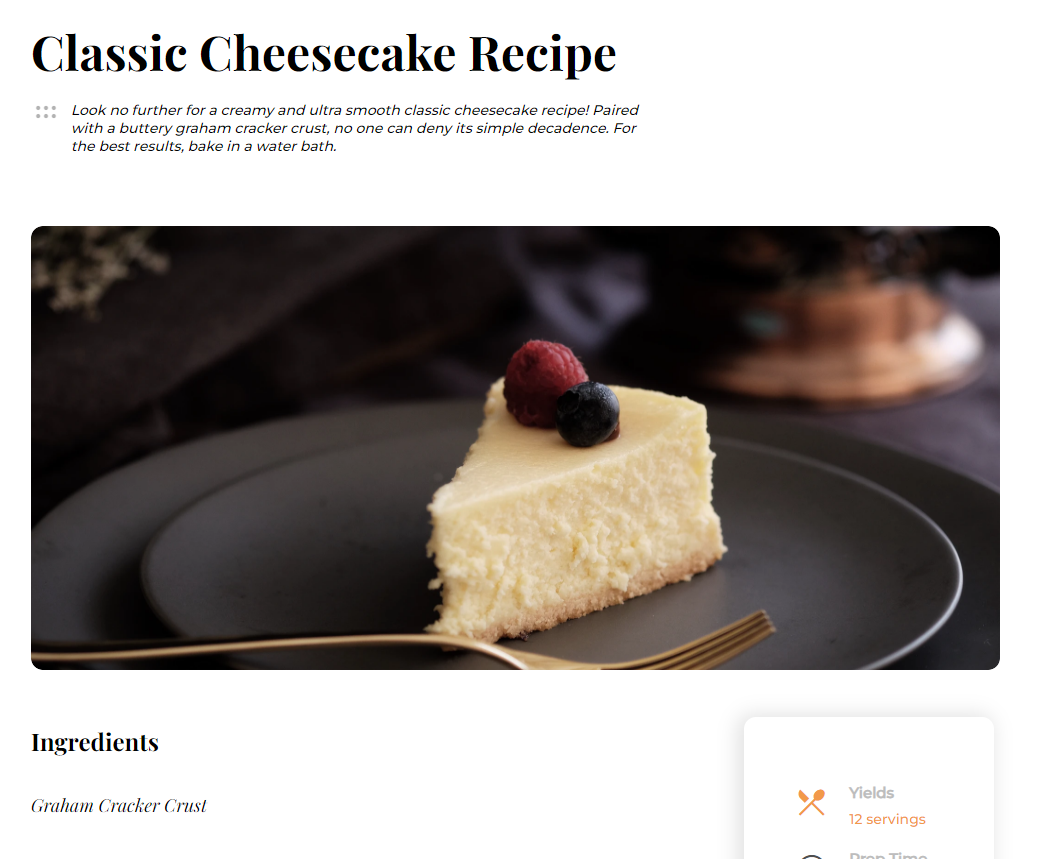 Classic Cheesecake Recipe
Look no further for a creamy and ultra smooth classic cheesecake recipe! Paired
with a buttery graham cracker crust, no one can deny its simple decadence. For
the best results, bake in a water bath.
Ingredients
Graham Cracker Crust
Yields
12 servings
Prep Time